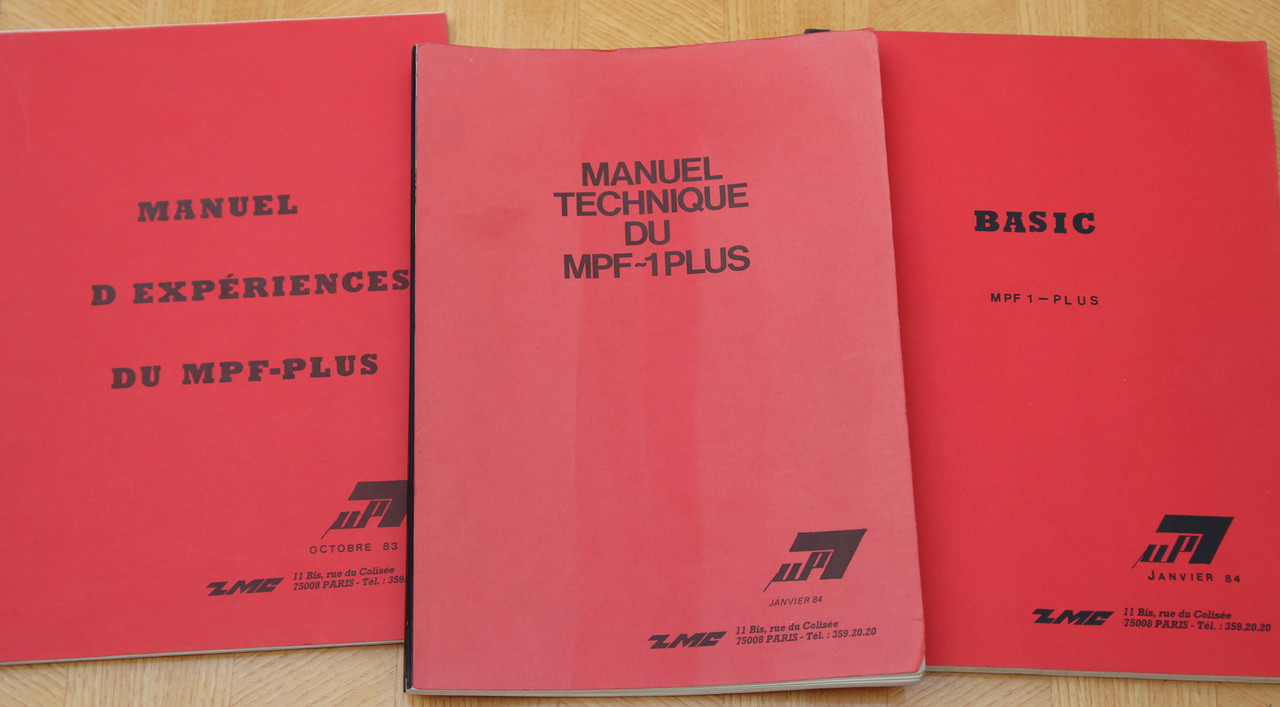 MANUEL
D EXPÉRIENCES
DU MPF-PLUS
OCTOBRE 83
ZMC
11 Bis, rue du Colisée
75008 PARIS - Tél. : 359
MANUEL
TECHNIQUE
DU
MPF~1 PLUS
JANVIER 84
ZMC
11 Bis, rue du Colisée
75008 PARIS - Tél. : 359.20.20
BASIC
MPF 1 — PLUS
JANVIER 84
ZMC
11 Bis, rue du Colisée
75008 PARIS - Tél. : 359.20.20